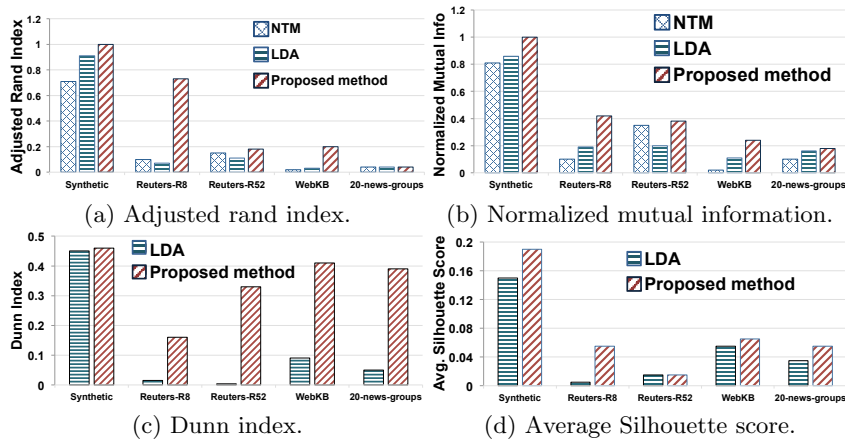 Adjusted Rand Index
1.2
1
0.8
0.6
0.4
0.2
0
NTM
LDA
Proposed method
Synthetic Reuters-R8 Reuters-R52 WebKB 20-news-groups
(a) Adjusted rand index.
Normalized Mutual Info
1.2
1
0.8
0.6
0.4
0.2
0
NTM
LDA
Proposed method
Synthetic Reuters-R8 Reuters-R52 WebKB 20-news-groups
(b) Normalized mutual information.
Dunn Index
0.5
0.4
0.3
0.2
0.1
0
LDA
Proposed method
Synthetic Reuters-R8 Reuters-R52 WebKB 20-news-groups
(c) Dunn index.
Avg. Silhouette Score
0.2
0.16
0.12
0.08
0.04
0
LDA
Proposed method
Synthetic Reuters-R8 Reuters-R52 WebKB 20-news-groups
(d) Average Silhouette score.